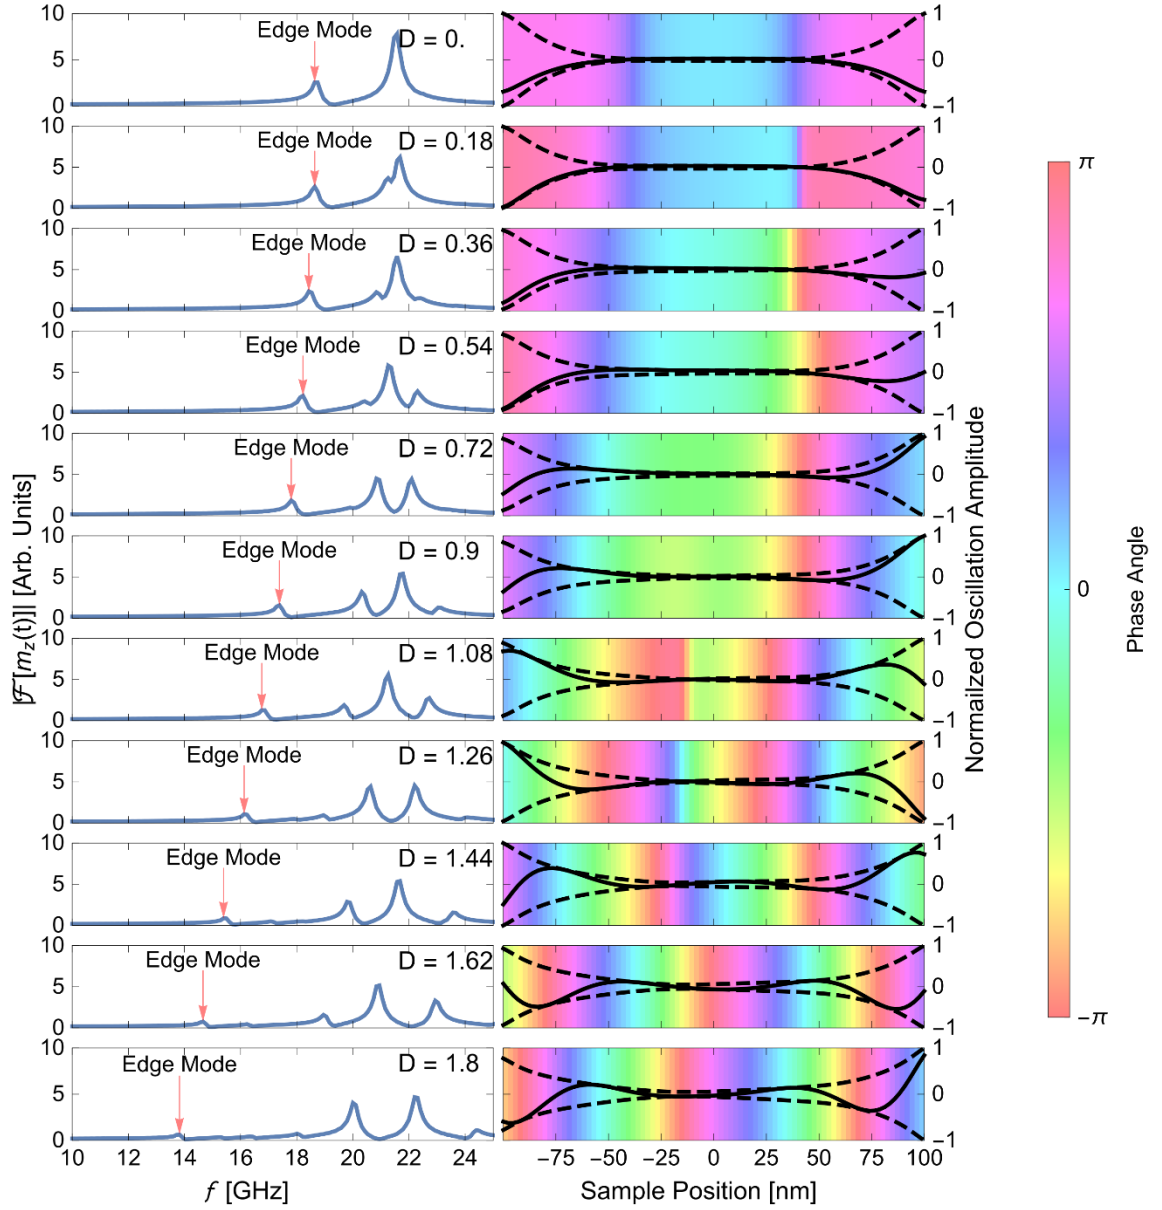 10
5
0
Edge Mode
D = 0.
1
0
−1
10
5
0
Edge Mode
D = 0.18
1
0
−1
10
5
0
Edge Mode
D = 0.36
1
0
−1
10
5
0
Edge Mode
D = 0.54
1
0
−1
10
5
0
Edge Mode
D = 0.72
1
0
−1
10
5
0
Edge Mode
D = 0.9
1
0
−1
10
5
0
Edge Mode
D = 1.08
1
0
−1
10
5
0
Edge Mode
D = 1.26
1
0
−1
10
5
0
Edge Mode
D = 1.44
1
0
−1
10
5
0
Edge Mode
D = 1.62
1
0
−1
10
5
0
Edge Mode
D = 1.8
1
0
−1
10 12 14 16 18 20 22 24
−75 −50 −25 0 25 50 75 100
f [GHz]
Sample Position [nm]
|ℱ[m_z(t)]| [Arb. Units]
Normalized Oscillation Amplitude
π
0
−π
Phase Angle